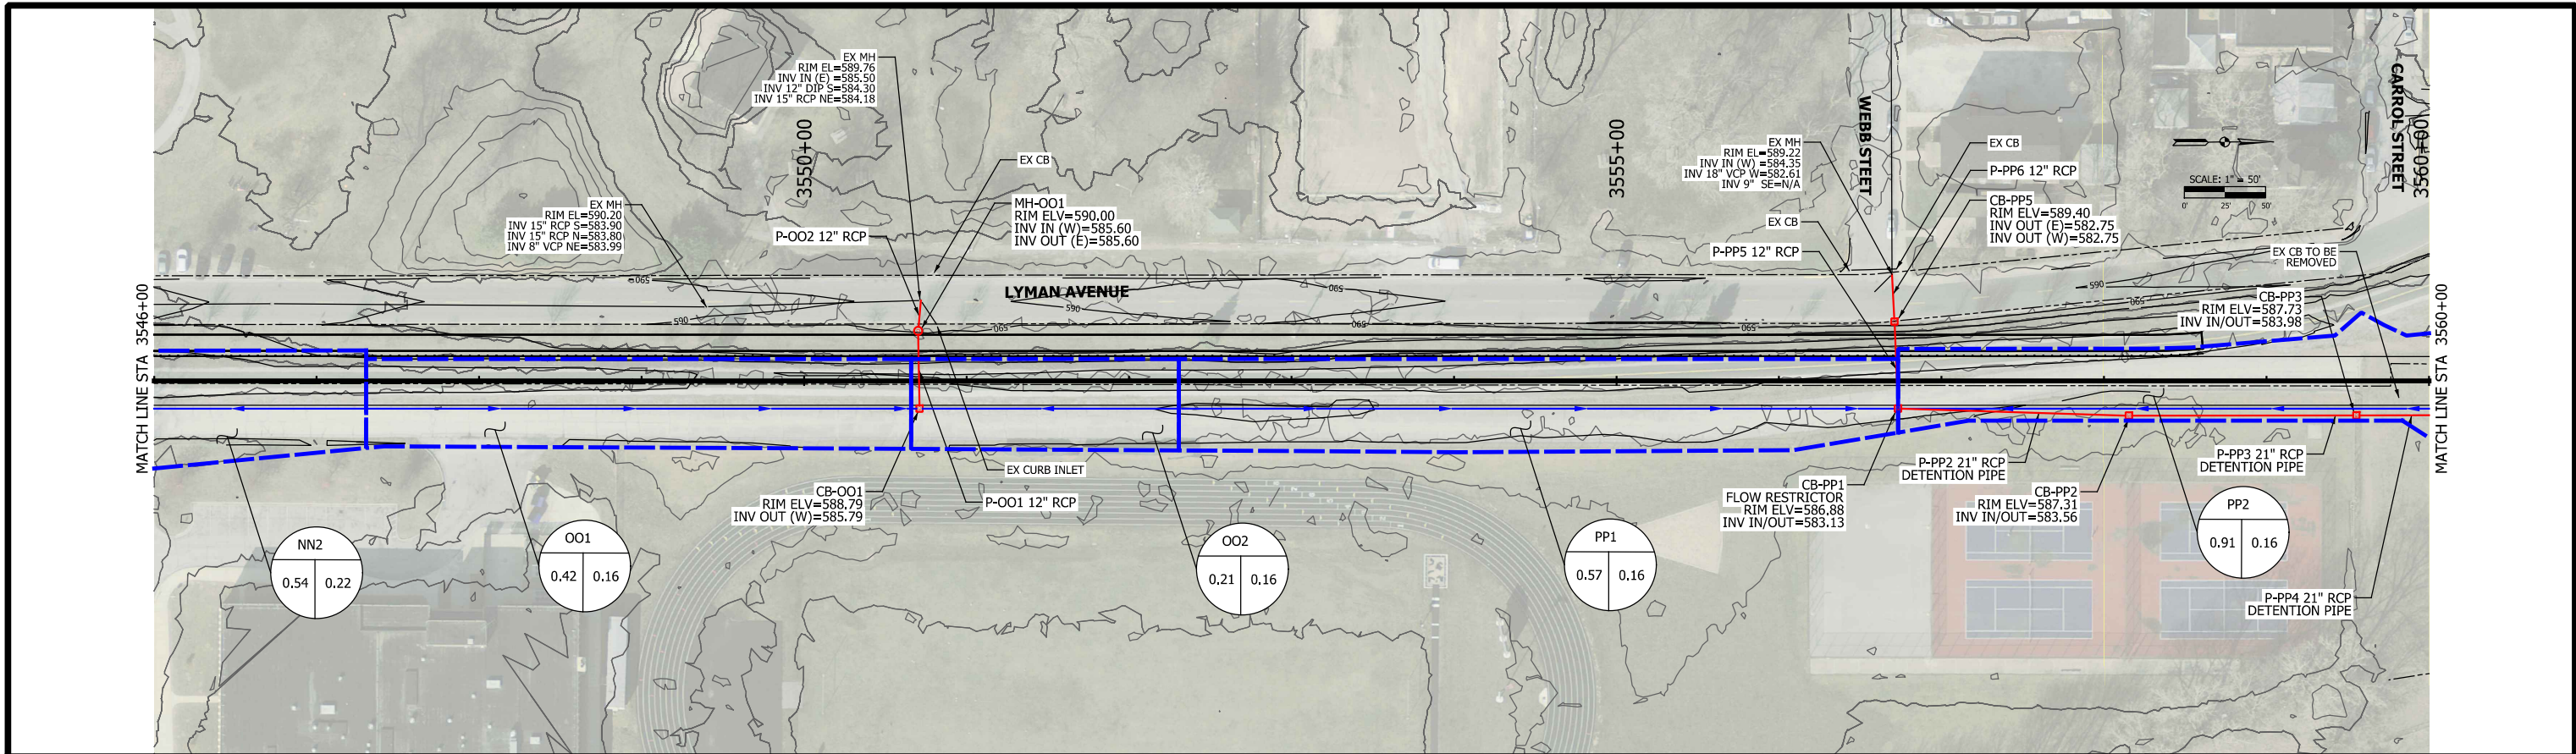 EX MH
RIM EL=589.76
INV IN (E) =585.50
INV 12" DIP S=584.30
INV 15" RCP NE=584.18
3550+00
EX CB
MH-OO1
RIM ELV=590.00
INV IN (W)=585.60
INV OUT (E)=585.60
EX MH
RIM EL=590.20
INV 15" RCP S=583.90
INV 15" RCP N=583.80
INV 8" VCP NE=583.99
P-OO2 12" RCP
3555+00
WEBB STREET
EX MH
RIM EL=589.22
INV IN (W) =584.35
INV 18" VCP W=582.61
INV 9" SE=N/A
EX CB
P-PP5 12" RCP
EX CB
P-PP6 12" RCP
CB-PP5
RIM ELV=589.40
INV OUT (E)=582.75
INV OUT (W)=582.75
SCALE: 1" = 50'
0' 25' 50'
CARROL STREET
3560+00
EX CB TO BE
REMOVED
CB-PP3
RIM ELV=587.73
INV IN/OUT=583.98
LYMAN AVENUE
590
590
590
590
590
590
590
590
590
590
MATCH LINE STA 3546+00
MATCH LINE STA 3560+00
EX CURB INLET
P-OO1 12" RCP
CB-OO1
RIM ELV=588.79
INV OUT (W)=585.79
CB-PP1
FLOW RESTRICTOR
RIM ELV=586.88
INV IN/OUT=583.13
P-PP2 21" RCP
DETENTION PIPE
CB-PP2
RIM ELV=587.31
INV IN/OUT=583.56
P-PP3 21" RCP
DETENTION PIPE
P-PP4 21" RCP
DETENTION PIPE
NN2
0.54 0.22
OO1
0.42 0.16
OO2
0.21 0.16
PP1
0.57 0.16
PP2
0.91 0.16